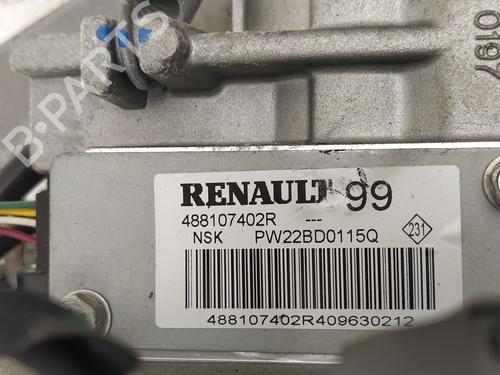 0197
B-PARTS
RENAULT 99
488107402R ---
NSK PW22BD0115Q
231
488107402R409630212